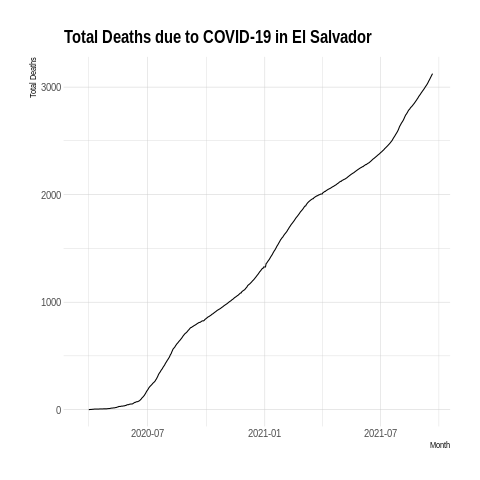 Total Deaths due to COVID-19 in El Salvador
Total Deaths
3000
2000
1000
0
2020-07 2021-01 2021-07
Month